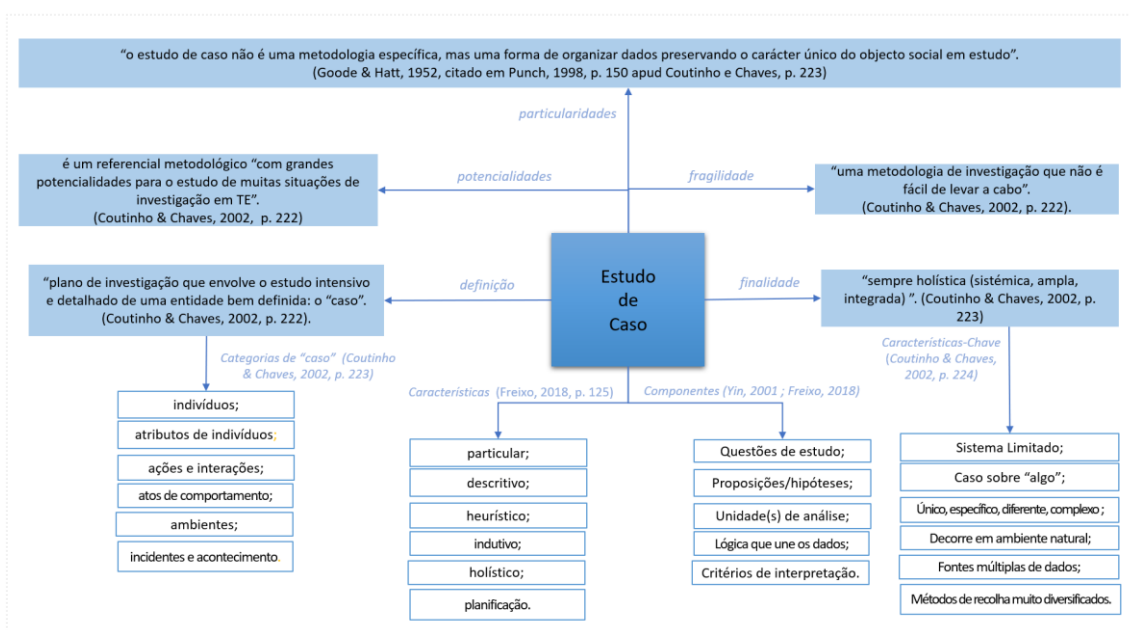 “o estudo de caso não é uma metodologia específica, mas uma forma de organizar dados preservando o carácter único do objecto social em estudo”.
(Goode & Hatt, 1952, citado em Punch, 1998, p. 150 apud Coutinho e Chaves, p. 223)
particularidades
é um referencial metodológico “com grandes
potencialidades para o estudo de muitas situações de
investigação em TE”.
(Coutinho & Chaves, 2002, p. 222)
potencialidades
fragilidade
“uma metodologia de investigação que não é
fácil de levar a cabo”.
(Coutinho & Chaves, 2002, p. 222).
“plano de investigação que envolve o estudo intensivo
e detalhado de uma entidade bem definida: o “caso”.
(Coutinho & Chaves, 2002, p. 222).
definição
Estudo
de
Caso
finalidade
“sempre holística (sistémica, ampla,
integrada) ”. (Coutinho & Chaves, 2002, p.
223)
Categorias de “caso” (Coutinho
& Chaves, 2002, p. 223)
indivíduos;
atributos de indivíduos;
ações e interações;
atos de comportamento;
ambientes;
incidentes e acontecimento.
Características (Freixo, 2018, p. 125)
particular;
descritivo;
heurístico;
indutivo;
holístico;
planificação.
Componentes (Yin, 2001 ; Freixo, 2018)
Questões de estudo;
Proposições/hipóteses;
Unidade(s) de análise;
Lógica que une os dados;
Critérios de interpretação.
Características-Chave
(Coutinho & Chaves,
2002, p. 224)
Sistema Limitado;
Caso sobre “algo”;
Único, específico, diferente, complexo ;
Decorre em ambiente natural;
Fontes múltiplas de dados;
Métodos de recolha muito diversificados.